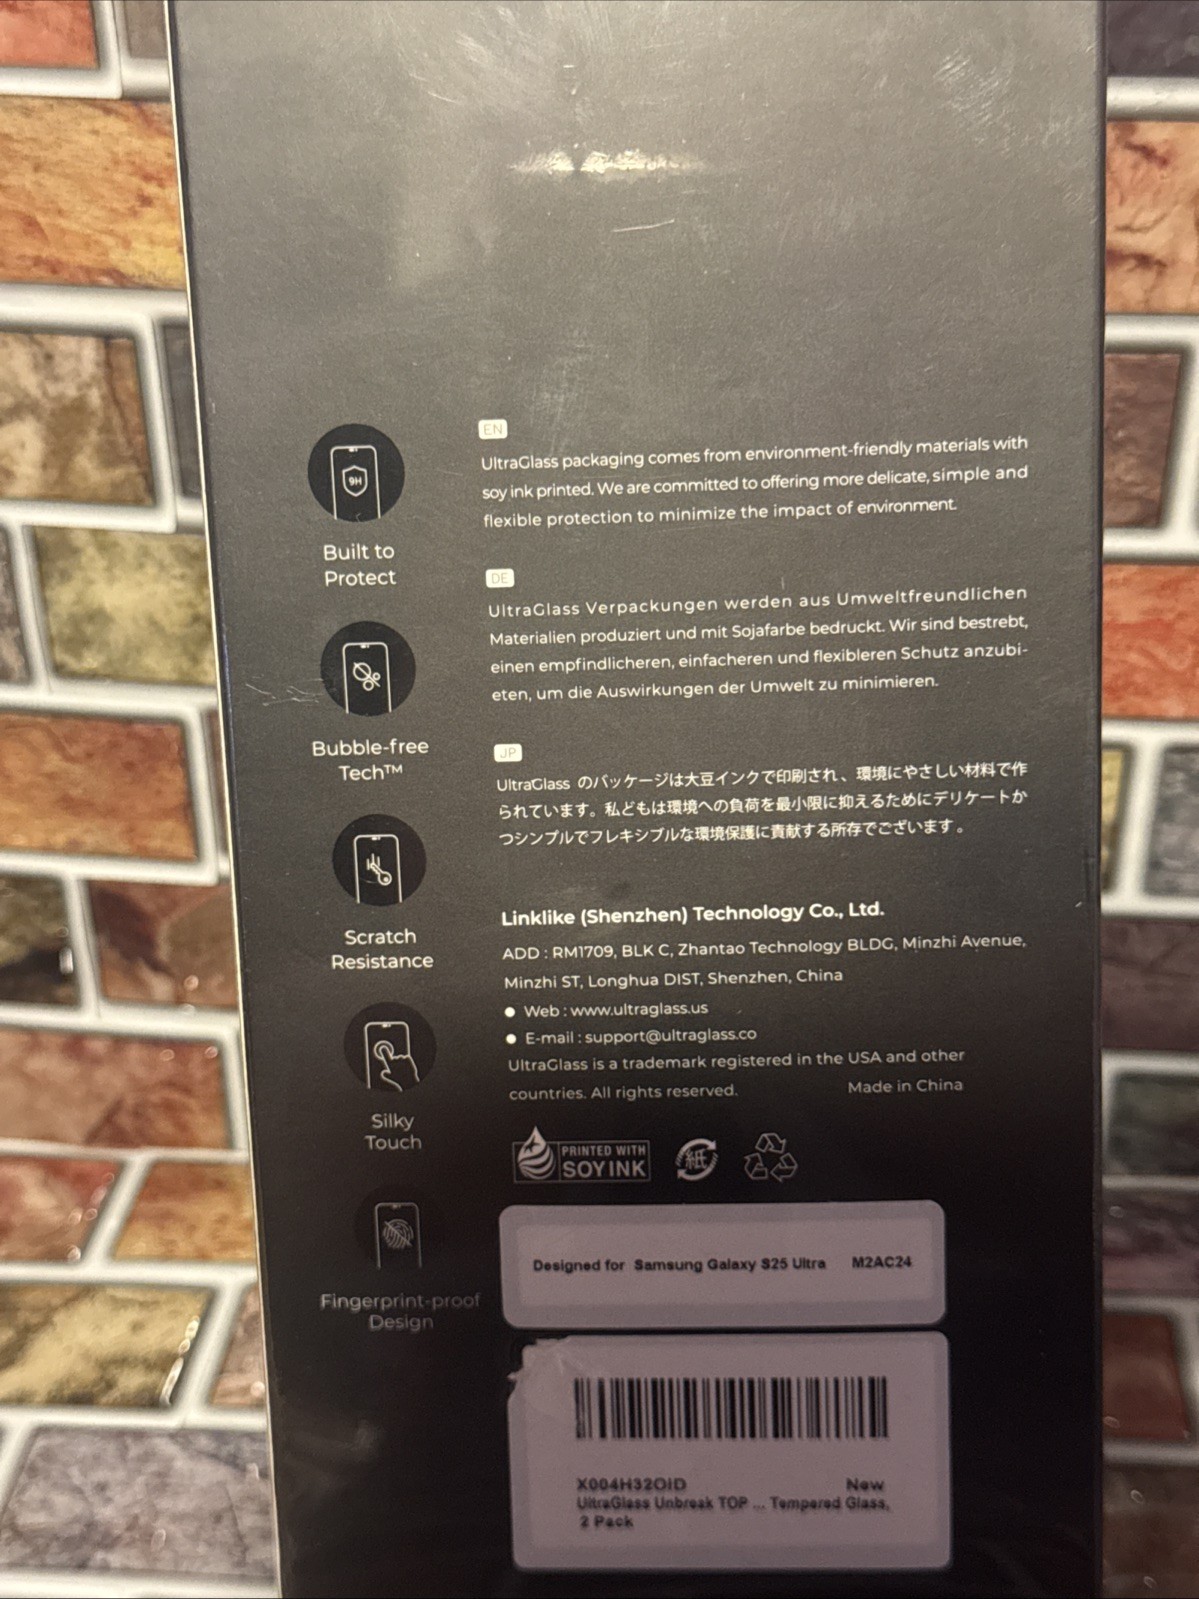 9H
Built to
Protect
Bubble-free
Tech™
Scratch
Resistance
Silky
Touch
Fingerprint-proof
Design
EN
UltraGlass packaging comes from environment-friendly materials with
soy ink printed. We are committed to offering more delicate, simple and
flexible protection to minimize the impact of environment.
DE
UltraGlass Verpackungen werden aus Umweltfreundlichen
Materialien produziert und mit Sojafarbe bedruckt. Wir sind bestrebt,
einen empfindlicheren, einfacheren und flexibleren Schutz anzubi-
eten, um die Auswirkungen der Umwelt zu minimieren.
JP
UltraGlass のパッケージは大豆インクで印刷され、環境にやさしい材料で作
られています。私どもは環境への負荷を最小限に抑えるためにデリケートか
つシンプルでフレキシブルな環境保護に貢献する所存でございます。
Linklike (Shenzhen) Technology Co., Ltd.
ADD : RM1709, BLK C, Zhantao Technology BLDG, Minzhi Avenue,
Minzhi ST, Longhua DIST, Shenzhen, China
● Web : www.ultraglass.us
● E-mail : support@ultraglass.co
UltraGlass is a trademark registered in the USA and other
countries. All rights reserved. Made in China
PRINTED WITH
SOY INK
紙
Designed for Samsung Galaxy S25 Ultra M2AC24
X004H32OID New
UltraGlass Unbreak TOP ... Tempered Glass,
2 Pack